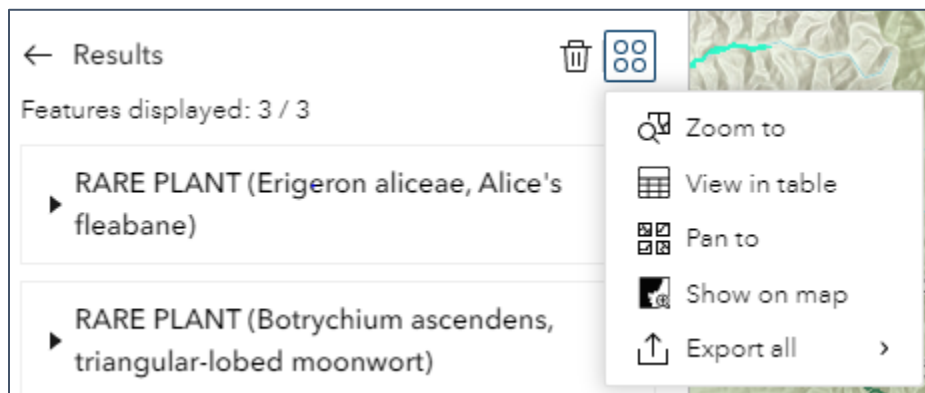 Results
Features displayed: 3 / 3
RARE PLANT (Erigeron aliceae, Alice's
fleabane)
RARE PLANT (Botrychium ascendens,
triangular-lobed moonwort)
Zoom to
View in table
Pan to
Show on map
Export all